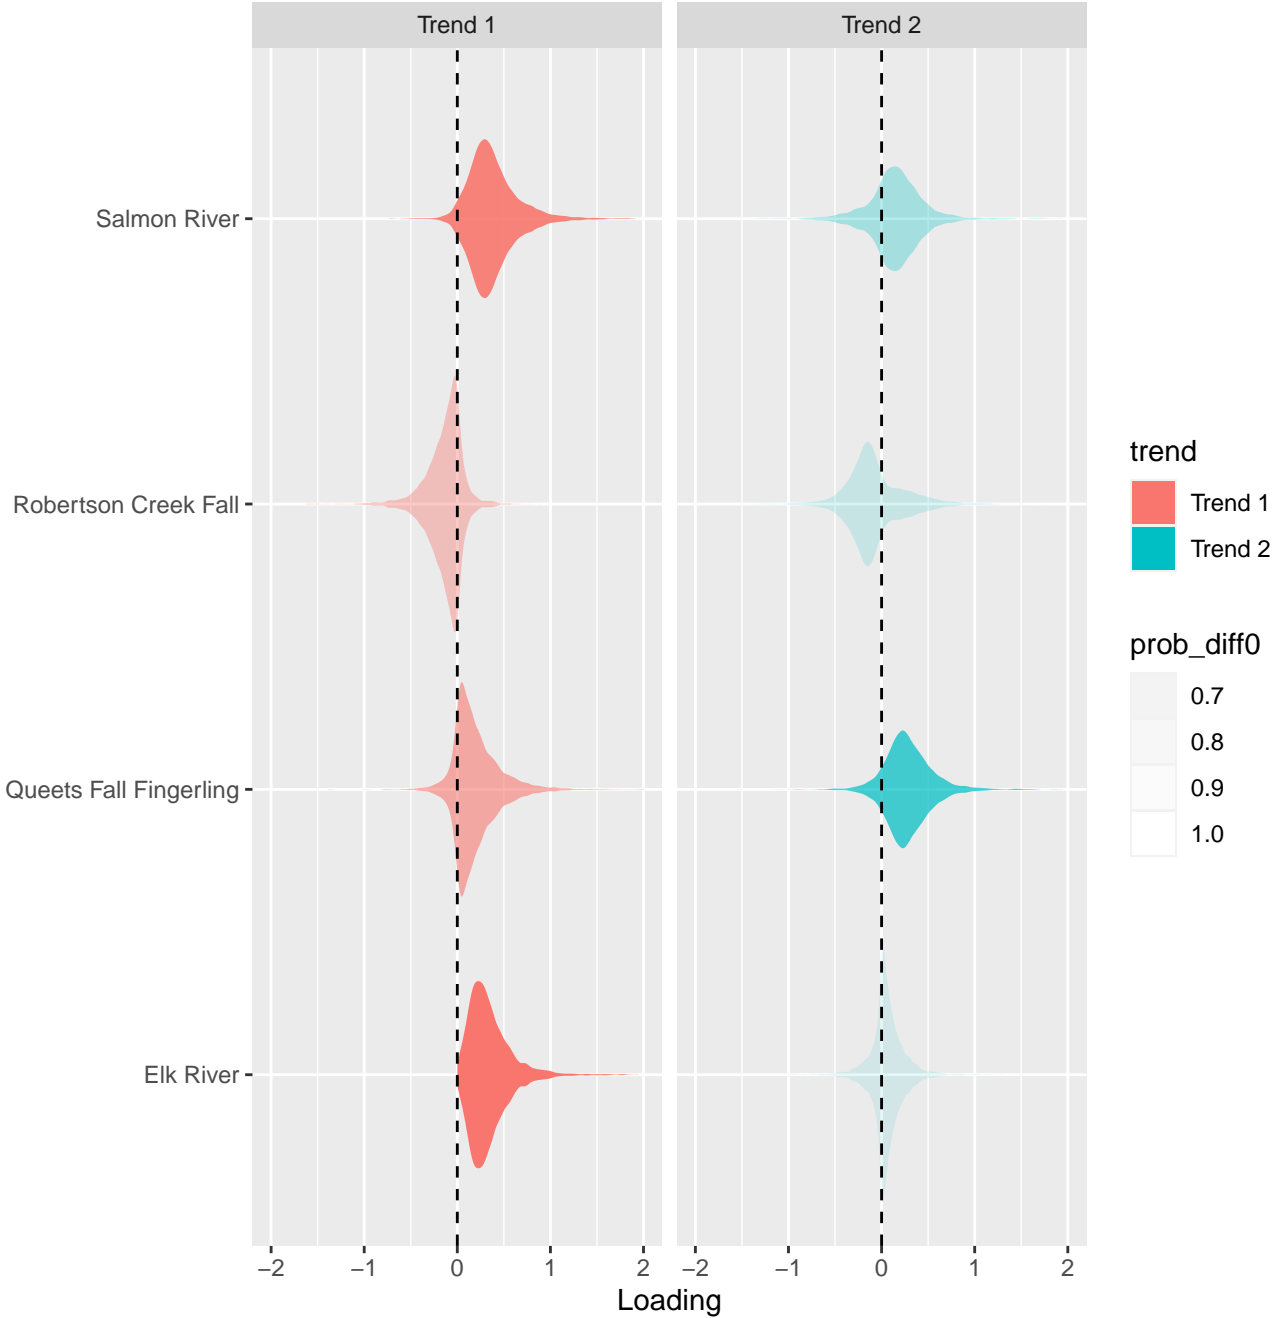 Trend 1
Trend 2
Salmon River
Robertson Creek Fall
Queets Fall Fingerling
Elk River
−2 −1 0 1 2
−2 −1 0 1 2
Loading
trend
Trend 1
Trend 2
prob_diff0
0.7
0.8
0.9
1.0